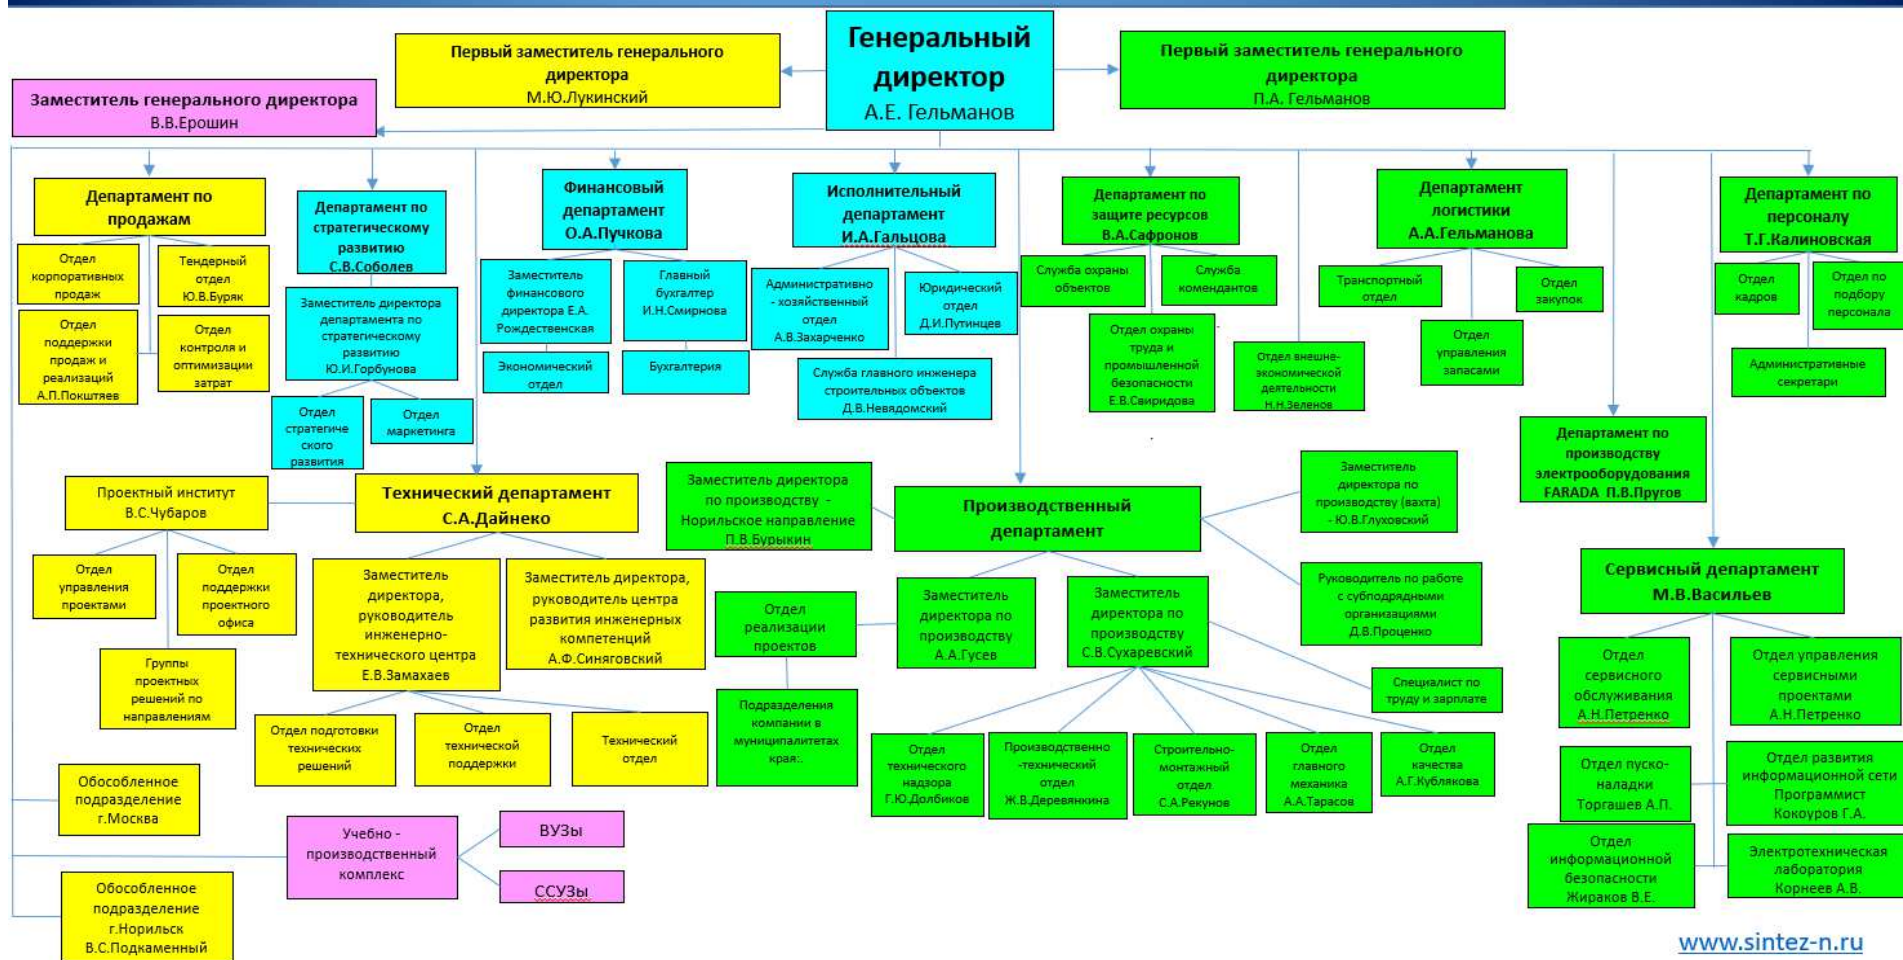 Генеральный
директор
А.Е. Гельманов
Первый заместитель генерального
директора
М.Ю.Лукинский
Первый заместитель генерального
директора
П.А. Гельманов
Заместитель генерального директора
В.В.Ерошин
Департамент по
продажам
Отдел
корпоративных
продаж
Тендерный
отдел
Ю.В.Буряк
Отдел
поддержки
продаж и
реализаций
А.П.Покштяев
Отдел
контроля и
оптимизации
затрат
Департамент по
стратегическому
развитию
С.В.Соболев
Заместитель директора
департамента по
стратегическому
развитию
Ю.И.Горбунова
Отдел
стратегиче
ского
развития
Отдел
маркетинга
Финансовый
департамент
О.А.Пучкова
Заместитель
финансового
директора Е.А.
Рождественская
Главный
бухгалтер
И.Н.Смирнова
Экономический
отдел
Бухгалтерия
Исполнительный
департамент
И.А.Гальцова
Административно
- хозяйственный
отдел
А.В.Захарченко
Юридический
отдел
Д.И.Путинцев
Служба главного инженера
строительных объектов
Д.В.Невядомский
Департамент по
защите ресурсов
В.А.Сафронов
Служба охраны
объектов
Служба
комендантов
Отдел охраны
труда и
промышленной
безопасности
Е.В.Свиридова
Отдел внешне-
экономической
деятельности
Н.Н.Зеленов
Департамент
логистики
А.А.Гельманова
Транспортный
отдел
Отдел
закупок
Отдел
управления
запасами
Департамент по
персоналу
Т.Г.Калиновская
Отдел
кадров
Отдел по
подбору
персонала
Административные
секретари
Департамент по
производству
электрооборудования
FARADA П.В.Пругов
Проектный институт
В.С.Чубаров
Технический департамент
С.А.Дайнеко
Отдел
управления
проектами
Отдел
поддержки
проектного
офиса
Группы
проектных
решений по
направлениям
Заместитель
директора,
руководитель
инженерно-
технического центра
Е.В.Замахаев
Заместитель директора,
руководитель центра
развития инженерных
компетенций
А.Ф.Синяговский
Отдел подготовки
технических
решений
Отдел
технической
поддержки
Технический
отдел
Заместитель директора
по производству -
Норильское направление
П.В.Бурыкин
Производственный
департамент
Заместитель
директора по
производству (вахта)
- Ю.В.Глуховский
Руководитель по работе
с субподрядными
организациями
Д.В.Проценко
Отдел
реализации
проектов
Заместитель
директора по
производству
А.А.Гусев
Заместитель
директора по
производству
С.В.Сухаревский
Специалист по
труду и зарплате
Подразделения
компании в
муниципалитетах
края:.
Отдел
технического
надзора
Г.Ю.Долбиков
Производственно
-технический
отдел
Ж.В.Деревянкина
Строительно-
монтажный
отдел
С.А.Рекунов
Отдел
главного
механика
А.А.Тарасов
Отдел
качества
А.Г.Кублякова
Сервисный департамент
М.В.Васильев
Отдел
сервисного
обслуживания
А.Н.Петренко
Отдел управления
сервисными
проектами
А.Н.Петренко
Отдел пуско-
наладки
Торгашев А.П.
Отдел развития
информационной сети
Программист
Кокоуров Г.А.
Отдел
информационной
безопасности
Жираков В.Е.
Электротехническая
лаборатория
Корнеев А.В.
Обособленное
подразделение
г.Москва
Учебно -
производственный
комплекс
ВУЗы
ССУЗы
Обособленное
подразделение
г.Норильск
В.С.Подкаменный
www.sintez-n.ru